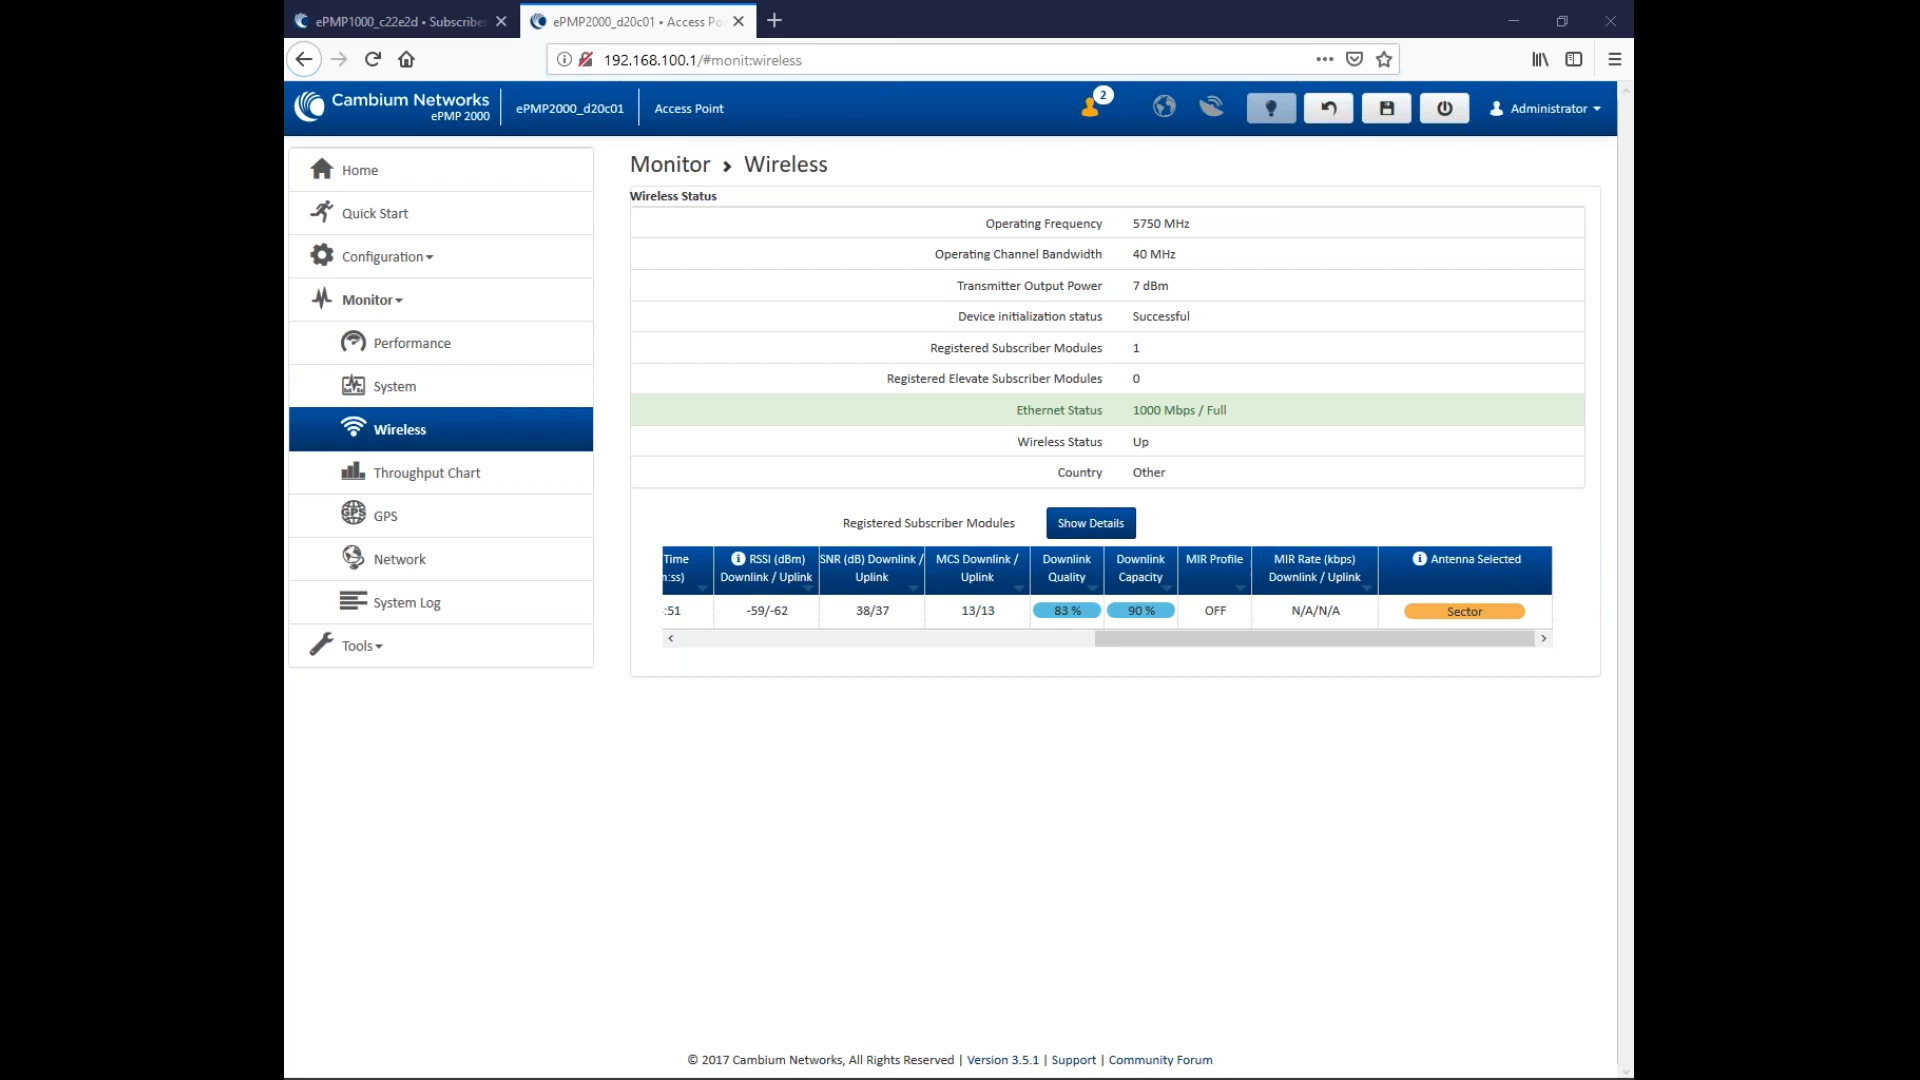 ePMP1000_c22e2d • Subscribe
ePMP2000_d20c01 • Access Po
192.168.100.1/#monit:wireless
Cambium Networks
ePMP 2000
ePMP2000_d20c01
Access Point
2
Administrator
Home
Quick Start
Configuration
Monitor
Performance
System
Wireless
Throughput Chart
GPS
Network
System Log
Tools
Monitor > Wireless
Wireless Status
Operating Frequency 5750 MHz
Operating Channel Bandwidth 40 MHz
Transmitter Output Power 7 dBm
Device initialization status Successful
Registered Subscriber Modules 1
Registered Elevate Subscriber Modules 0
Ethernet Status 1000 Mbps / Full
Wireless Status Up
Country Other
Registered Subscriber Modules Show Details
Time RSSI (dBm) SNR (dB) Downlink / MCS Downlink / Downlink Downlink MIR Profile MIR Rate (kbps) Antenna Selected
:ss) Downlink / Uplink Uplink Uplink Quality Capacity Downlink / Uplink
:51 -59/-62 38/37 13/13 83 % 90 % OFF N/A/N/A Sector
© 2017 Cambium Networks, All Rights Reserved | Version 3.5.1 | Support | Community Forum